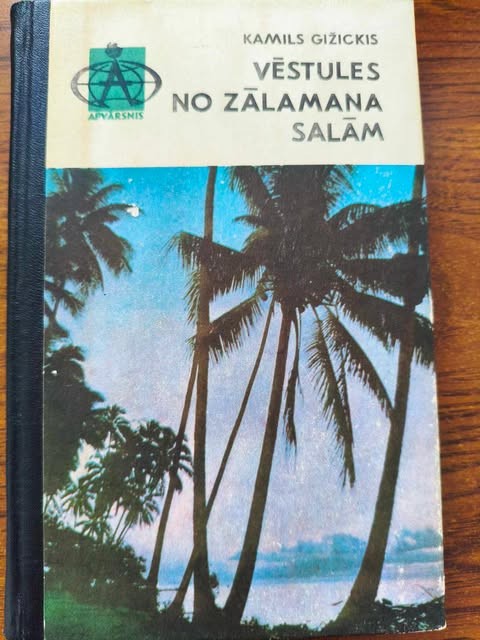 KAMILS GIŽICKIS
VĒSTULES
NO ZĀLAMANA
SALĀM
APVĀRSNIS